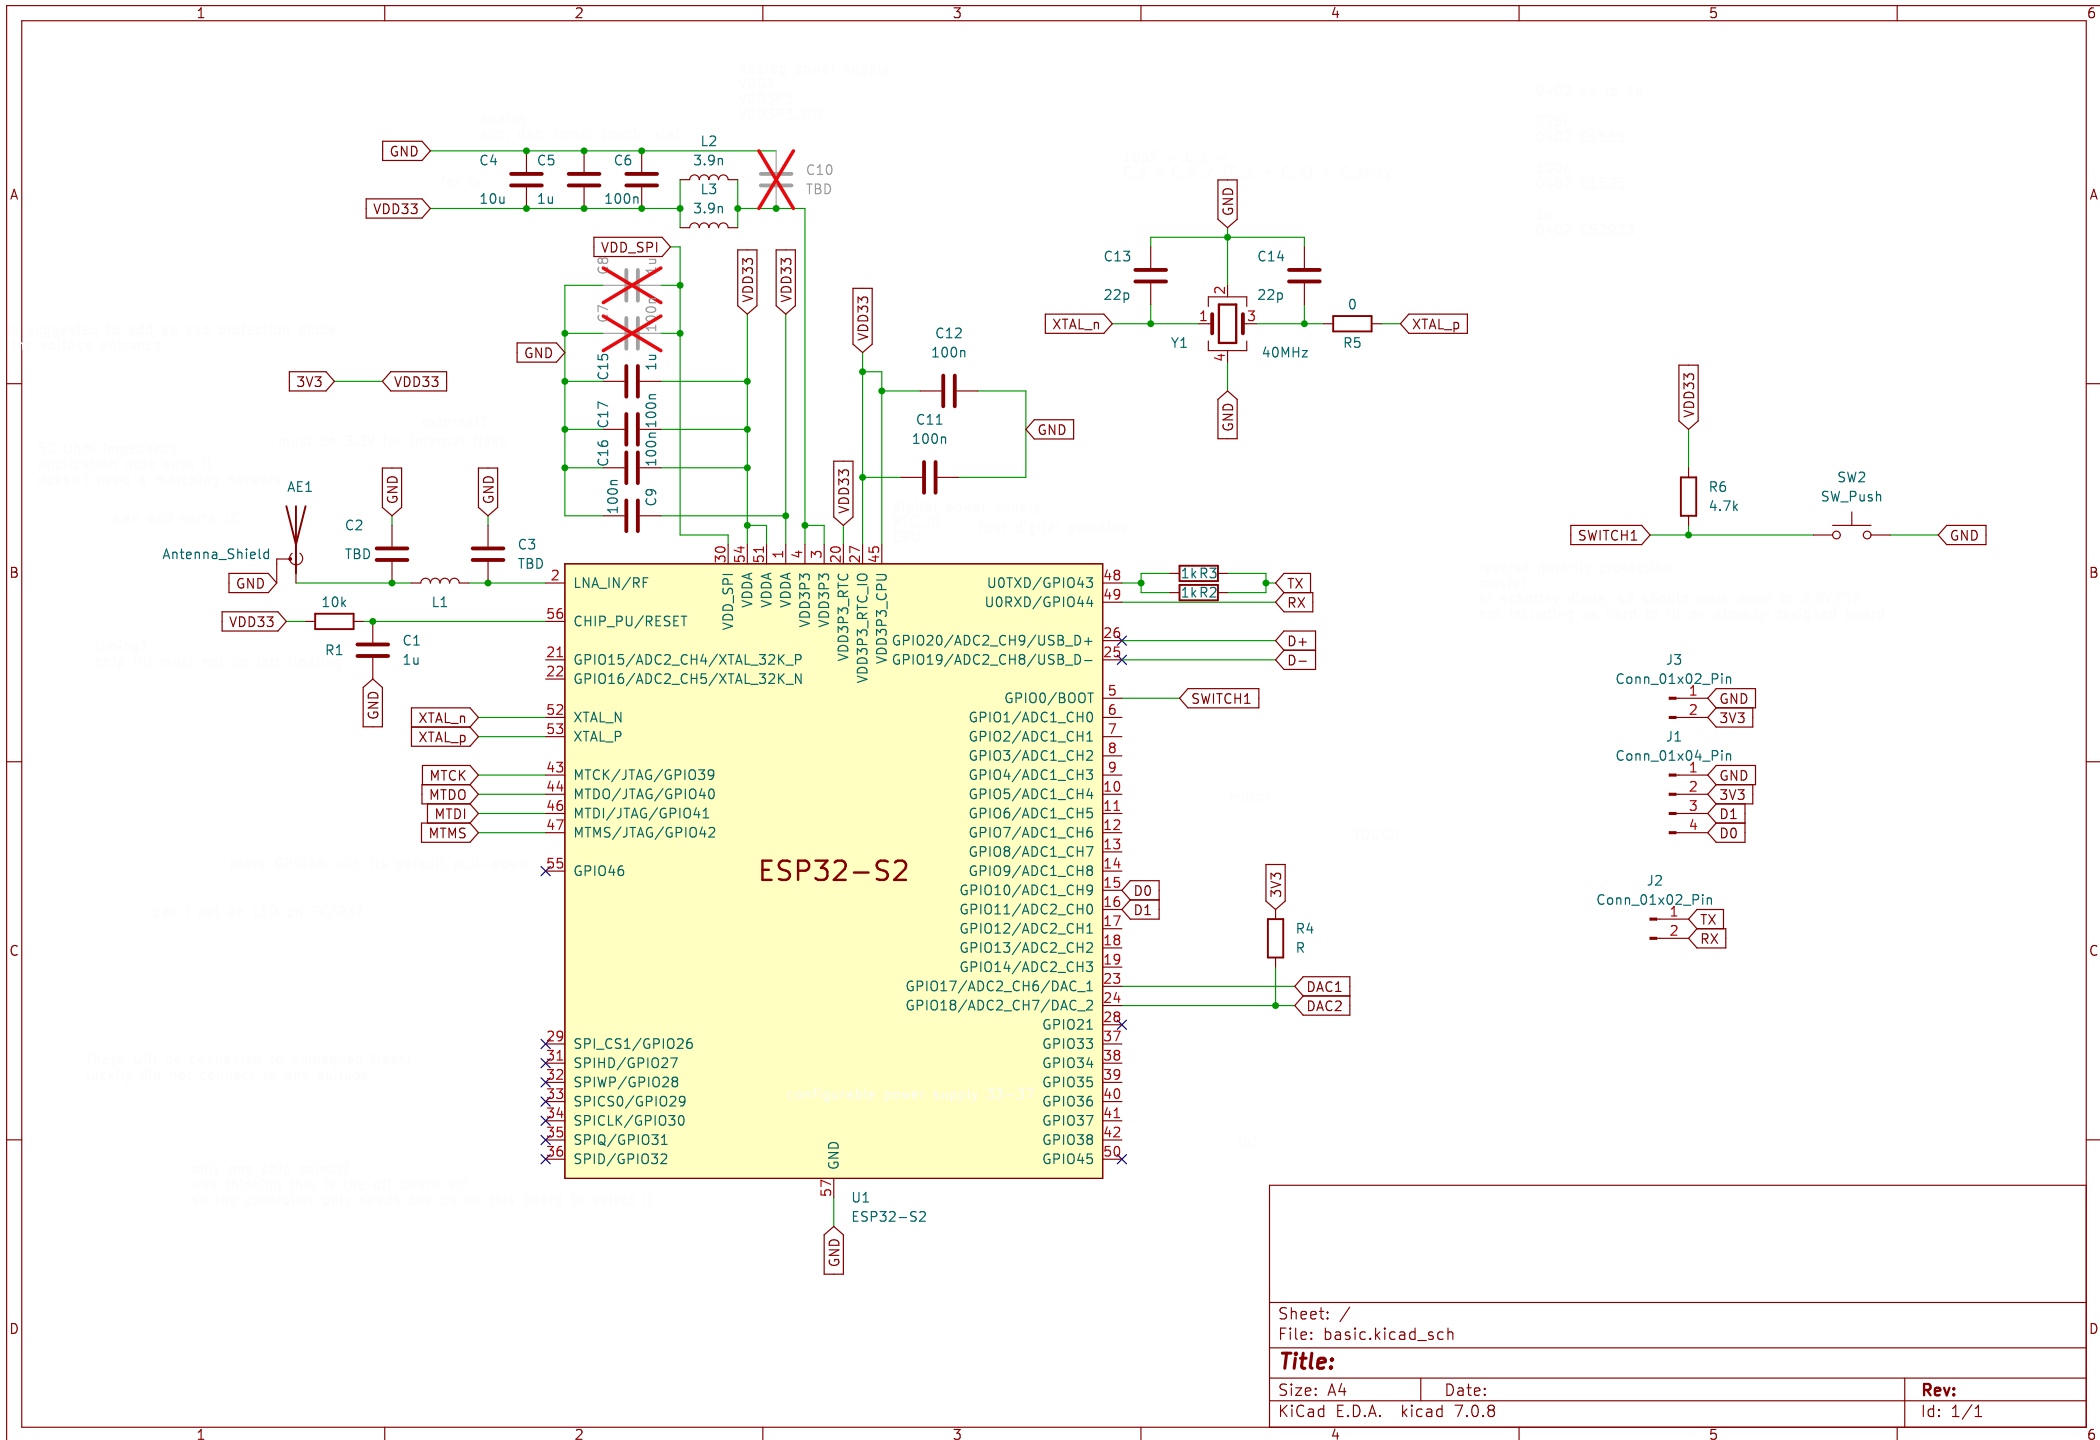 1 2 3 4 5 6
A
B
C
D
GND
C4
10u
C5
1u
C6
100n
L2
3.9n
L3
3.9n
C10
TBD
VDD33
VDD_SPI
C8
1u
C7
100n
GND
C15
1u
C17
100n
C16
100n
100n
C9
VDD33
VDD33
VDD33
VDD33
C12
100n
C11
100n
GND
GND
C13
22p
C14
22p
XTAL_n
1
2
3
4
Y1
40MHz
0
R5
XTAL_p
GND
3V3
VDD33
AE1
Antenna_Shield
GND
GND
C2
TBD
GND
C3
TBD
L1
VDD33
10k
R1
C1
1u
GND
VDD33
R6
4.7k
SWITCH1
SW2
SW_Push
GND
30 VDD_SPI
54 VDDA
51 VDDA
1 VDDA
4 VDD3P3
3 VDD3P3
20 VDD3P3_RTC
27 VDD3P3_RTC_IO
45 VDD3P3_CPU
2 LNA_IN/RF
56 CHIP_PU/RESET
21 GPIO15/ADC2_CH4/XTAL_32K_P
22 GPIO16/ADC2_CH5/XTAL_32K_N
XTAL_n 52 XTAL_N
XTAL_p 53 XTAL_P
MTCK 43 MTCK/JTAG/GPIO39
MTDO 44 MTDO/JTAG/GPIO40
MTDI 46 MTDI/JTAG/GPIO41
MTMS 47 MTMS/JTAG/GPIO42
55 GPIO46
ESP32-S2
29 SPI_CS1/GPIO26
31 SPIHD/GPIO27
32 SPIWP/GPIO28
33 SPICS0/GPIO29
34 SPICLK/GPIO30
35 SPIQ/GPIO31
36 SPID/GPIO32
GND
57
GND
U1
ESP32-S2
U0TXD/GPIO43 48 1k R3 TX
U0RXD/GPIO44 49 1k R2 RX
GPIO20/ADC2_CH9/USB_D+ 26 D+
GPIO19/ADC2_CH8/USB_D- 25 D-
GPIO0/BOOT 5 SWITCH1
GPIO1/ADC1_CH0 6
GPIO2/ADC1_CH1 7
GPIO3/ADC1_CH2 8
GPIO4/ADC1_CH3 9
GPIO5/ADC1_CH4 10
GPIO6/ADC1_CH5 11
GPIO7/ADC1_CH6 12
GPIO8/ADC1_CH7 13
GPIO9/ADC1_CH8 14
GPIO10/ADC1_CH9 15 D0
GPIO11/ADC2_CH0 16 D1
GPIO12/ADC2_CH1 17
GPIO13/ADC2_CH2 18
GPIO14/ADC2_CH3 19
GPIO17/ADC2_CH6/DAC_1 23 DAC1
GPIO18/ADC2_CH7/DAC_2 24 DAC2
GPIO21 28
GPIO33 37
GPIO34 38
GPIO35 39
GPIO36 40
GPIO37 41
GPIO38 42
GPIO45 50
3V3
R4
R
J3
Conn_01x02_Pin
1 GND
2 3V3
J1
Conn_01x04_Pin
1 GND
2 3V3
3 D1
4 D0
J2
Conn_01x02_Pin
1 TX
2 RX
A
B
C
D
Sheet: /
File: basic.kicad_sch
Title:
Size: A4 Date: Rev:
KiCad E.D.A. kicad 7.0.8 Id: 1/1
1 2 3 4 5 6